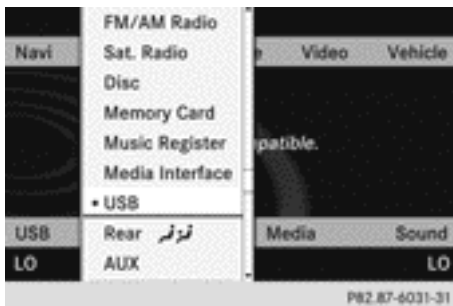 FM/AM Radio
Navi Sat. Radio Video Vehicle
Disc
Memory Card
Music Register
Media Interface
• USB
USB Rear Media Sound
LO AUX LO
P82.87-6031-31